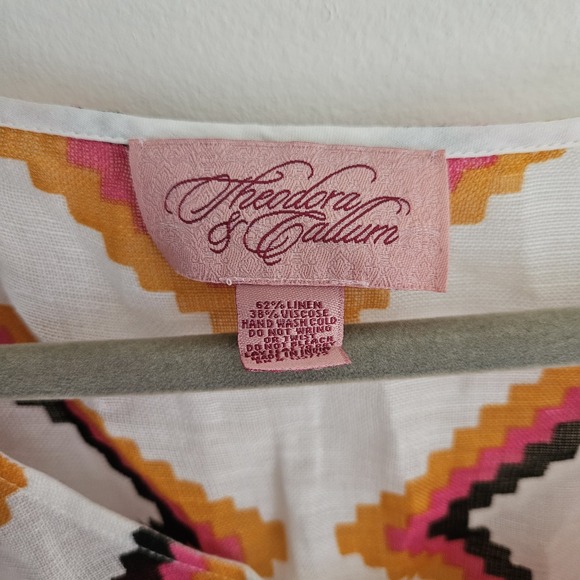 Theodora
& Callum
62% LINEN
38% VISCOSE
HAND WASH COLD
DO NOT WRING
OR TWIST
DO NOT BLEACH